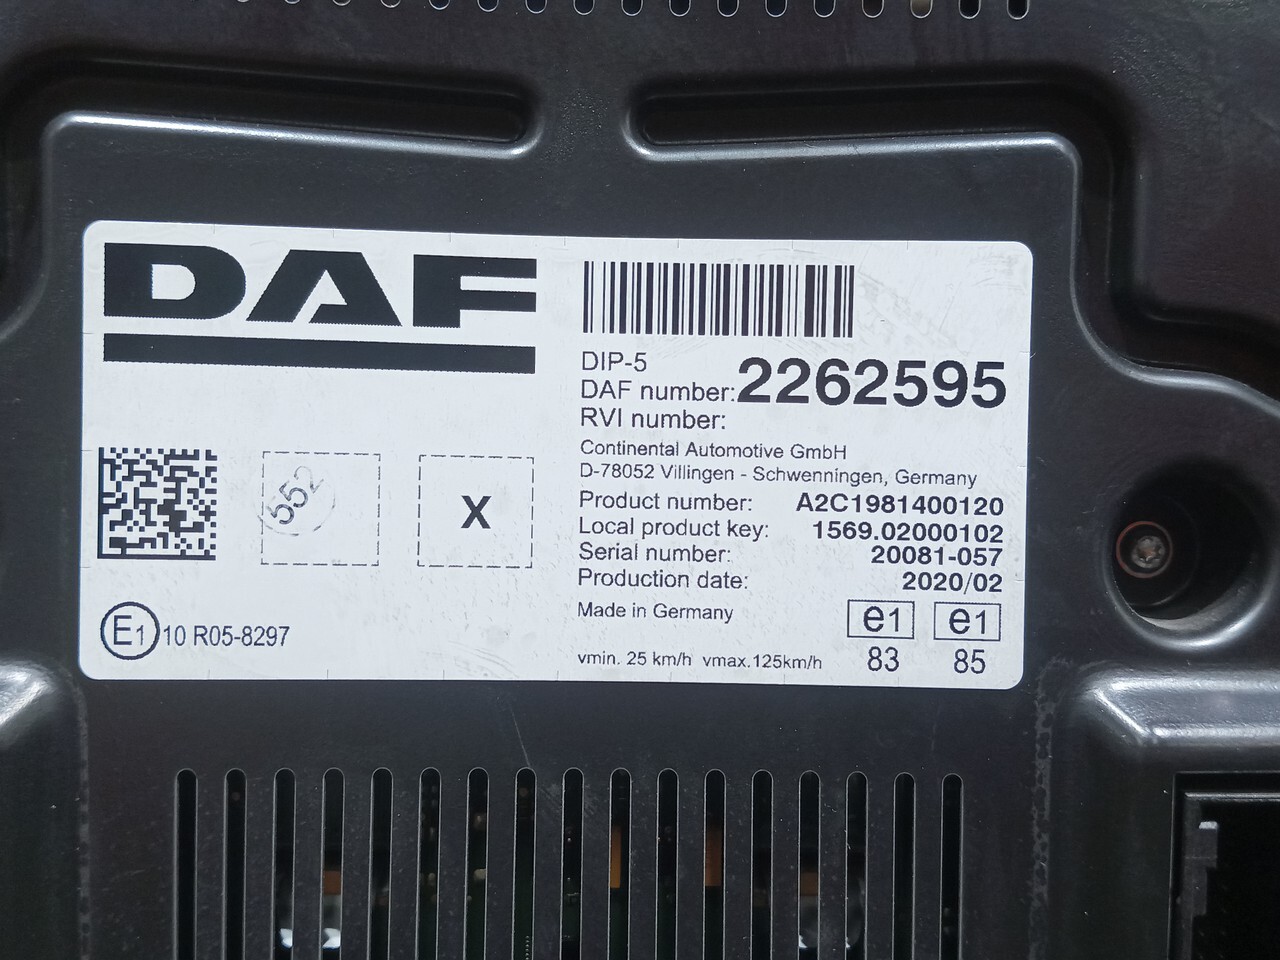 DAF
DIP-5
DAF number: 2262595
RVI number:
Continental Automotive GmbH
D-78052 Villingen - Schwenningen, Germany
Product number: A2C1981400120
Local product key: 1569.02000102
Serial number: 20081-057
Production date: 2020/02
Made in Germany
e1 e1
vmin. 25 km/h vmax.125km/h 83 85
552
X
E1 10 R05-8297